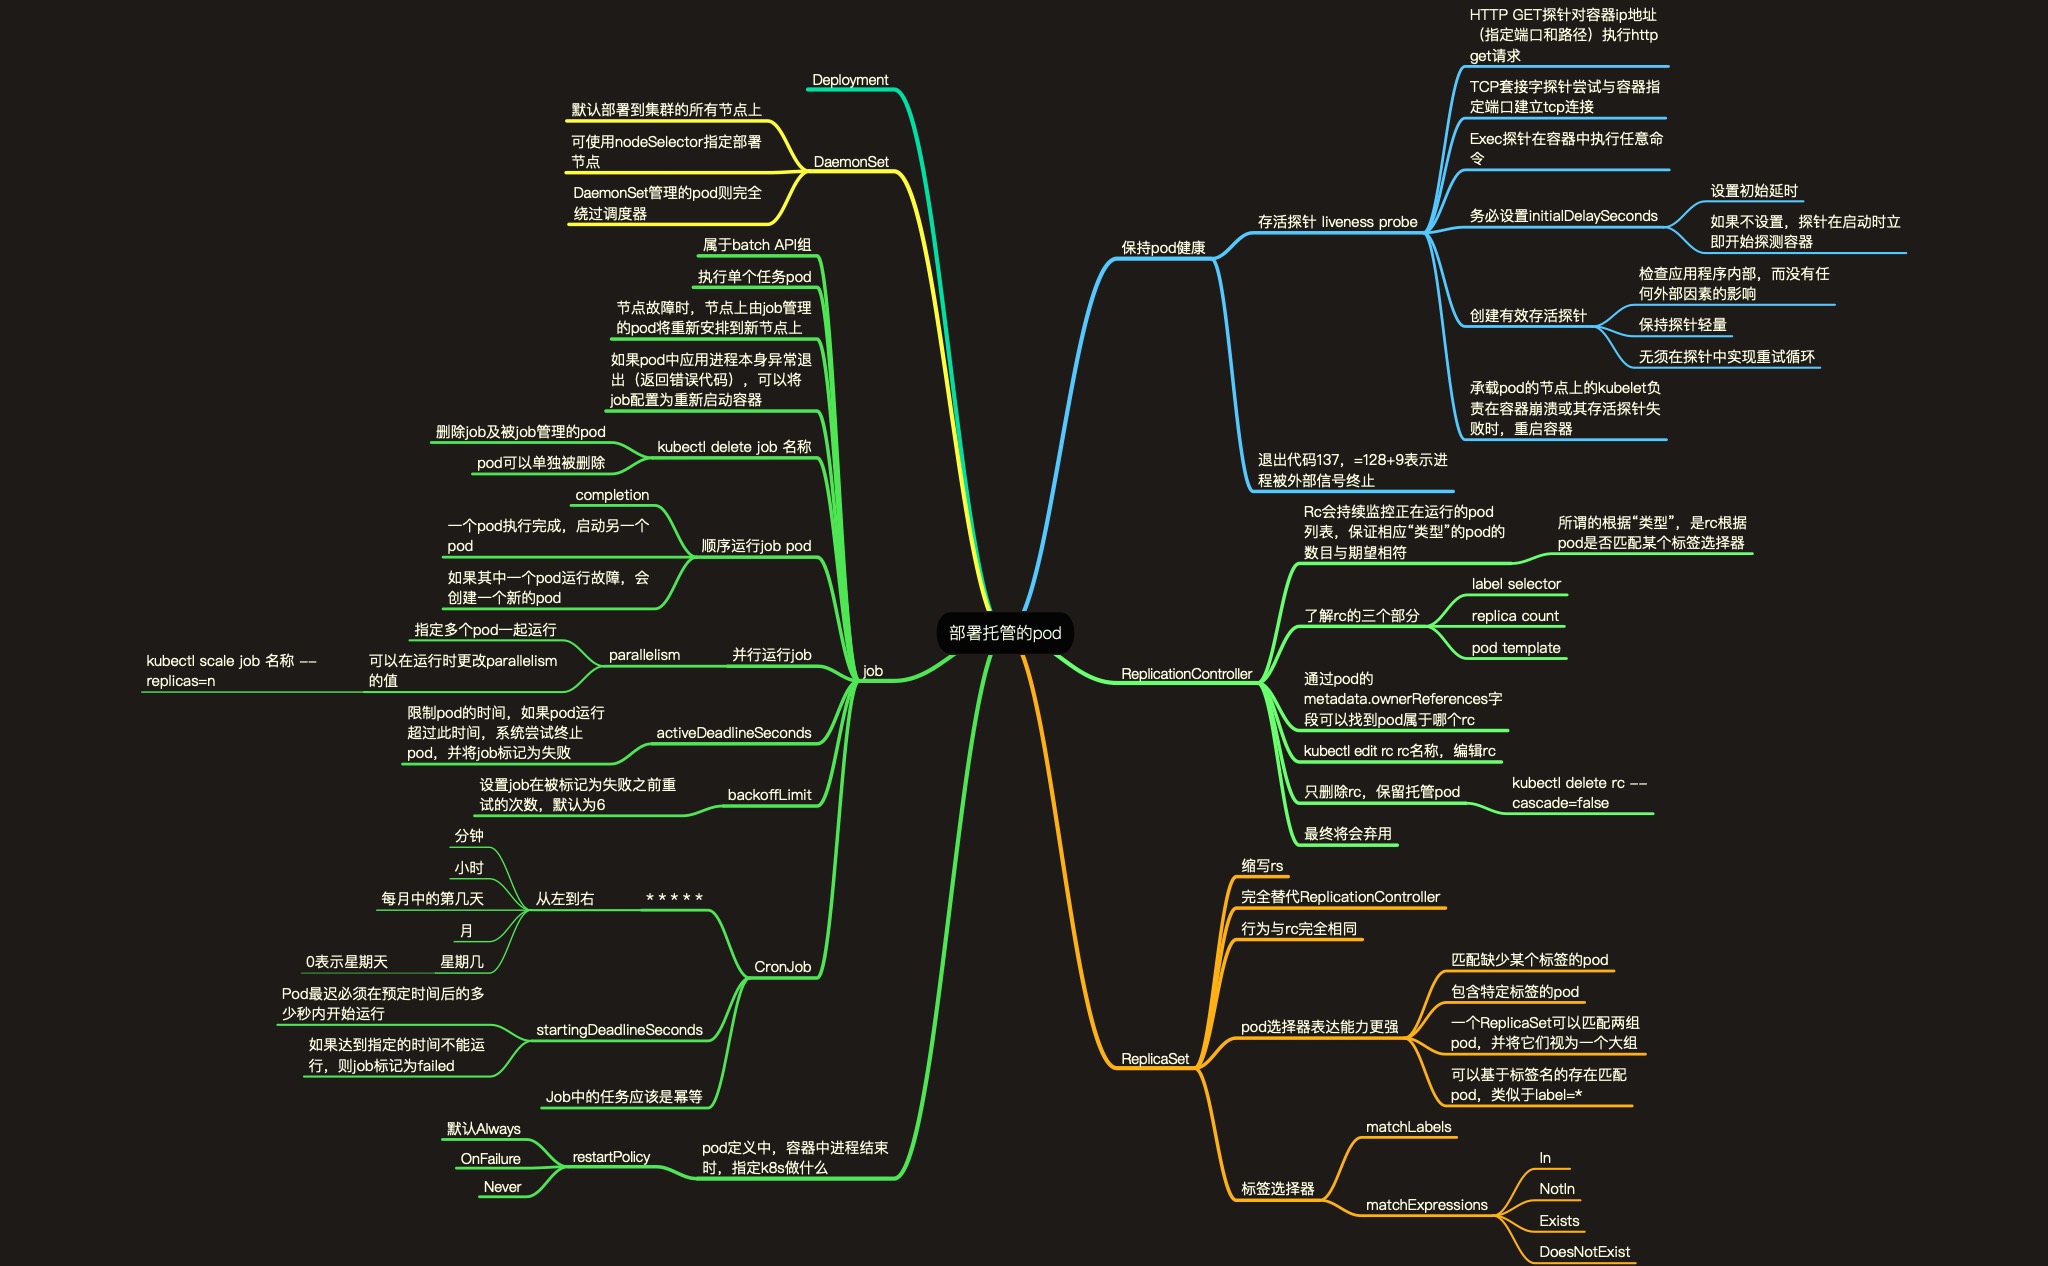 部署托管的pod
保持pod健康
存活探针 liveness probe
HTTP GET探针对容器ip地址
（指定端口和路径）执行http
get请求
TCP套接字探针尝试与容器指
定端口建立tcp连接
Exec探针在容器中执行任意命
令
务必设置initialDelaySeconds
设置初始延时
如果不设置，探针在启动时立
即开始探测容器
创建有效存活探针
检查应用程序内部，而没有任
何外部因素的影响
保持探针轻量
无须在探针中实现重试循环
承载pod的节点上的kubelet负
责在容器崩溃或其存活探针失
败时，重启容器
退出代码137，=128+9表示进
程被外部信号终止
ReplicationController
Rc会持续监控正在运行的pod
列表，保证相应“类型”的pod的
数目与期望相符
所谓的根据“类型”，是rc根据
pod是否匹配某个标签选择器
了解rc的三个部分
label selector
replica count
pod template
通过pod的
metadata.ownerReferences字
段可以找到pod属于哪个rc
kubectl edit rc rc名称，编辑rc
只删除rc，保留托管pod
kubectl delete rc --
cascade=false
最终将会弃用
ReplicaSet
缩写rs
完全替代ReplicationController
行为与rc完全相同
pod选择器表达能力更强
匹配缺少某个标签的pod
包含特定标签的pod
一个ReplicaSet可以匹配两组
pod，并将它们视为一个大组
可以基于标签名的存在匹配
pod，类似于label=*
标签选择器
matchLabels
matchExpressions
In
NotIn
Exists
DoesNotExist
Deployment
DaemonSet
默认部署到集群的所有节点上
可使用nodeSelector指定部署
节点
DaemonSet管理的pod则完全
绕过调度器
job
属于batch API组
执行单个任务pod
节点故障时，节点上由job管理
的pod将重新安排到新节点上
如果pod中应用进程本身异常退
出（返回错误代码），可以将
job配置为重新启动容器
kubectl delete job 名称
删除job及被job管理的pod
pod可以单独被删除
顺序运行job pod
completion
一个pod执行完成，启动另一个
pod
如果其中一个pod运行故障，会
创建一个新的pod
并行运行job
parallelism
指定多个pod一起运行
可以在运行时更改parallelism
的值
kubectl scale job 名称 --
replicas=n
activeDeadlineSeconds
限制pod的时间，如果pod运行
超过此时间，系统尝试终止
pod，并将job标记为失败
backoffLimit
设置job在被标记为失败之前重
试的次数，默认为6
CronJob
* * * * *
从左到右
分钟
小时
每月中的第几天
月
星期几
0表示星期天
startingDeadlineSeconds
Pod最迟必须在预定时间后的多
少秒内开始运行
如果达到指定的时间不能运
行，则job标记为failed
Job中的任务应该是幂等
pod定义中，容器中进程结束
时，指定k8s做什么
restartPolicy
默认Always
OnFailure
Never